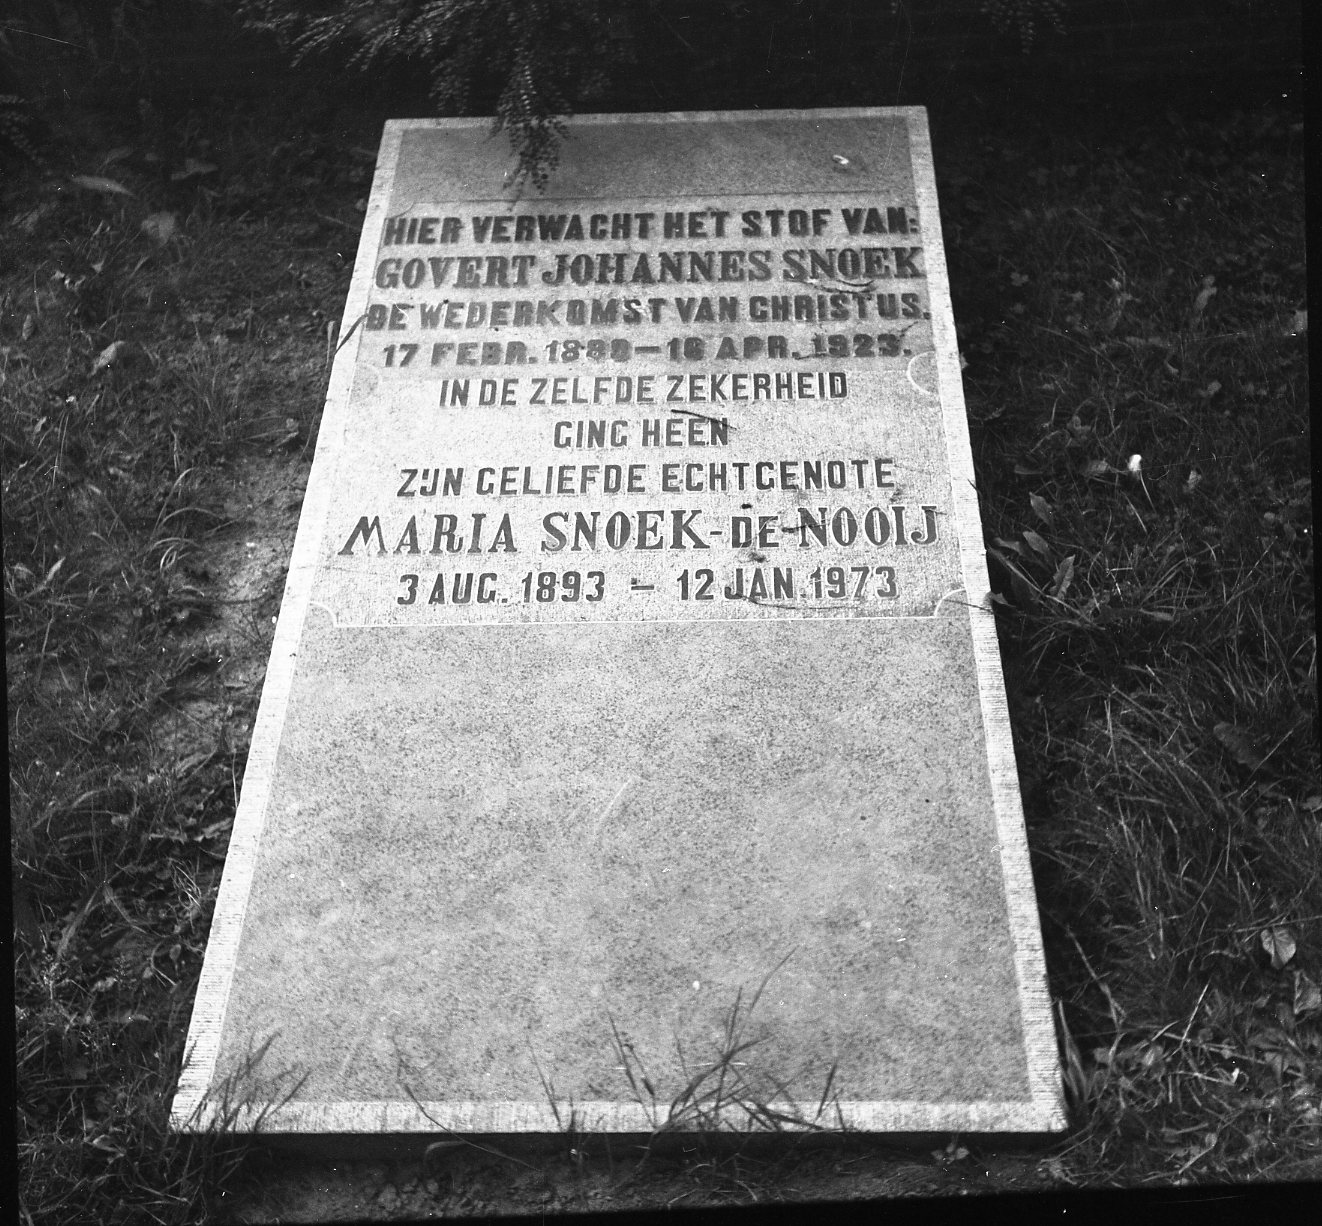 HIER VERWACHT HET STOF VAN:
GOVERT JOHANNES SNOEK
DE WEDERKOMST VAN CHRISTUS.
17 FEBR. – 16 APR. 1923.
IN DE ZELFDE ZEKERHEID
GING HEEN
ZIJN GELIEFDE ECHTGENOTE
MARIA SNOEK-DE-NOOIJ
3 AUG. 1893 – 12 JAN. 1973